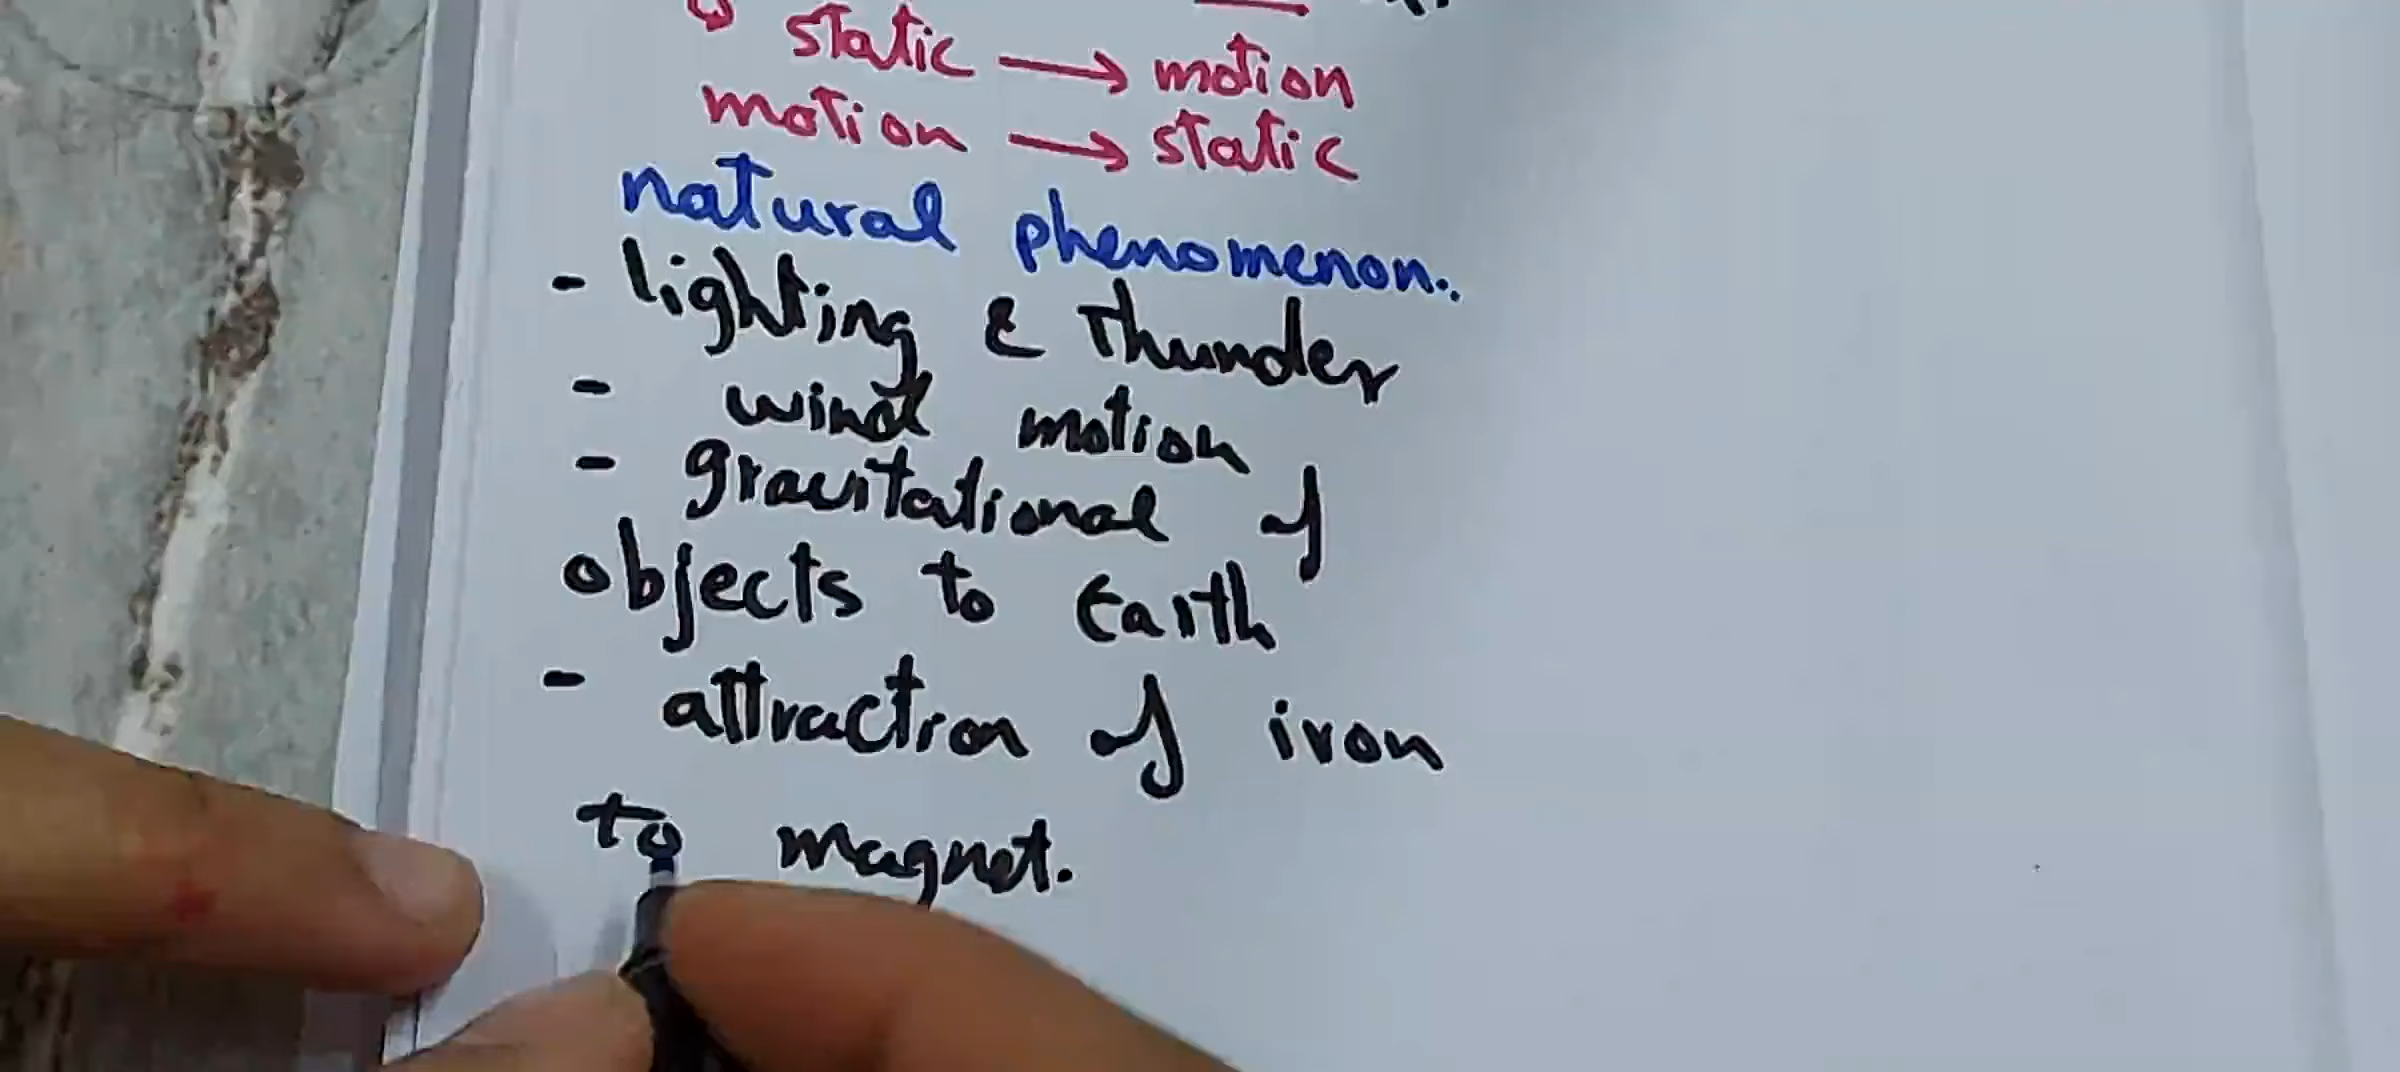 static → motion
motion → static
natural phenomenon..
- lighting & thunder
- wind motion
- gravitational of
objects to Earth
- attraction of iron
to magnet.